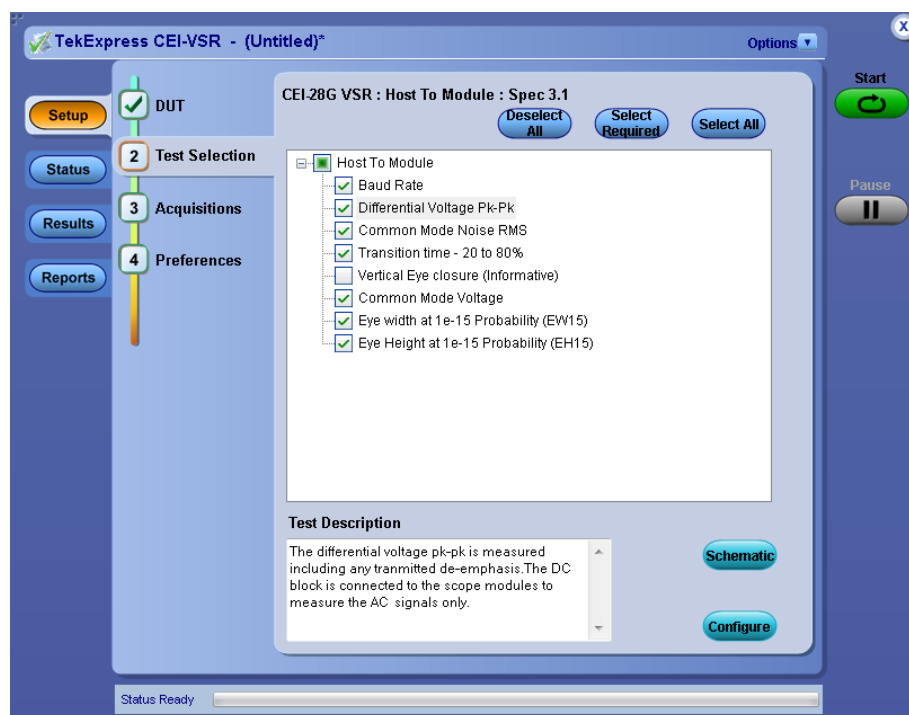 TekExpress CEI-VSR - (Untitled)*
Options
x
Setup
Status
Results
Reports
DUT
2 Test Selection
3 Acquisitions
4 Preferences
CEI-28G VSR : Host To Module : Spec 3.1
Deselect All
Select Required
Select All
Host To Module
Baud Rate
Differential Voltage Pk-Pk
Common Mode Noise RMS
Transition time - 20 to 80%
Vertical Eye closure (Informative)
Common Mode Voltage
Eye width at 1e-15 Probability (EW15)
Eye Height at 1e-15 Probability (EH15)
Test Description
The differential voltage pk-pk is measured
including any tranmitted de-emphasis.The DC
block is connected to the scope modules to
measure the AC signals only.
Schematic
Configure
Start
Pause
Status Ready